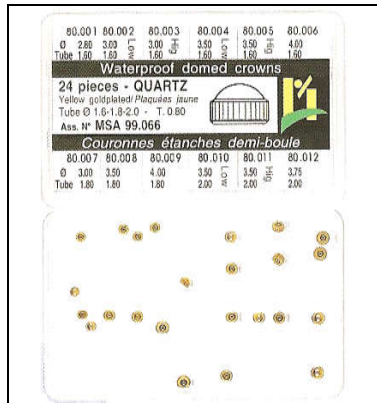 80.001 80.002 80.003 80.004 80.005 80.006
Ø 2.80 3.00 3.00 Hig 3.50 Low 3.50 Hig 4.00
Tube 1.60 1.60 1.60 1.60 1.60 1.60
Waterproof domed crowns
24 pieces - QUARTZ
Yellow goldplated/Plaquées jaune
Tube Ø 1.6-1.8-2.0 - T. 0.80
Ass. Nº MSA 99.066
Couronnes étanches demi-boule
80.007 80.008 80.009 80.010 80.011 80.012
Ø 3.00 3.50 4.00 3.50 Low 3.50 Hig 3.75
Tube 1.80 1.80 1.80 2.00 2.00 2.00